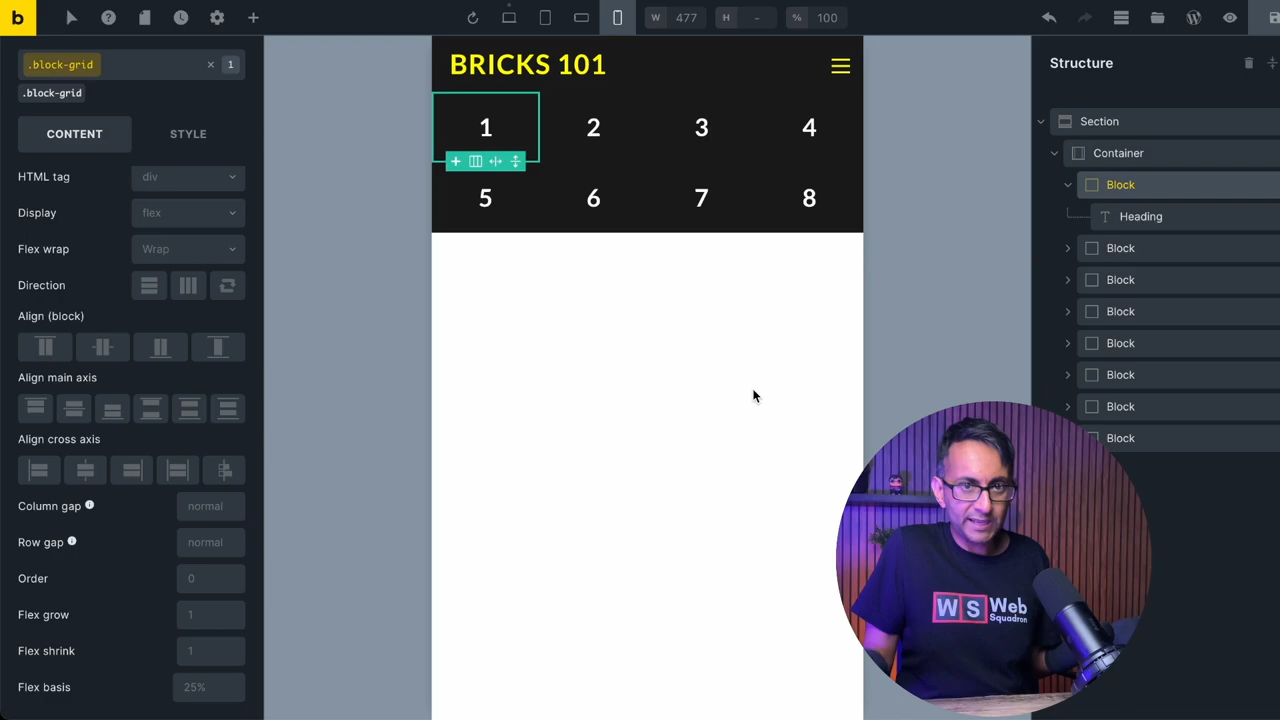 b
W 477 H - % 100
.block-grid × 1
.block-grid
CONTENT STYLE
HTML tag div
Display flex
Flex wrap Wrap
Direction
Align (block)
Align main axis
Align cross axis
Column gap normal
Row gap normal
Order 0
Flex grow 1
Flex shrink 1
Flex basis 25%
BRICKS 101
1 2 3 4
5 6 7 8
Structure
Section
Container
Block
Heading
Block
Block
Block
Block
Block
Block
Block
W S Web
Squadron